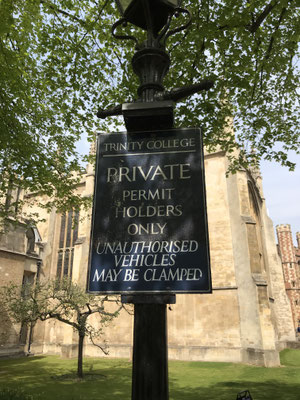 TRINITY COLLEGE
PRIVATE
PERMIT
HOLDERS
ONLY
UNAUTHORISED
VEHICLES
MAY BE CLAMPED